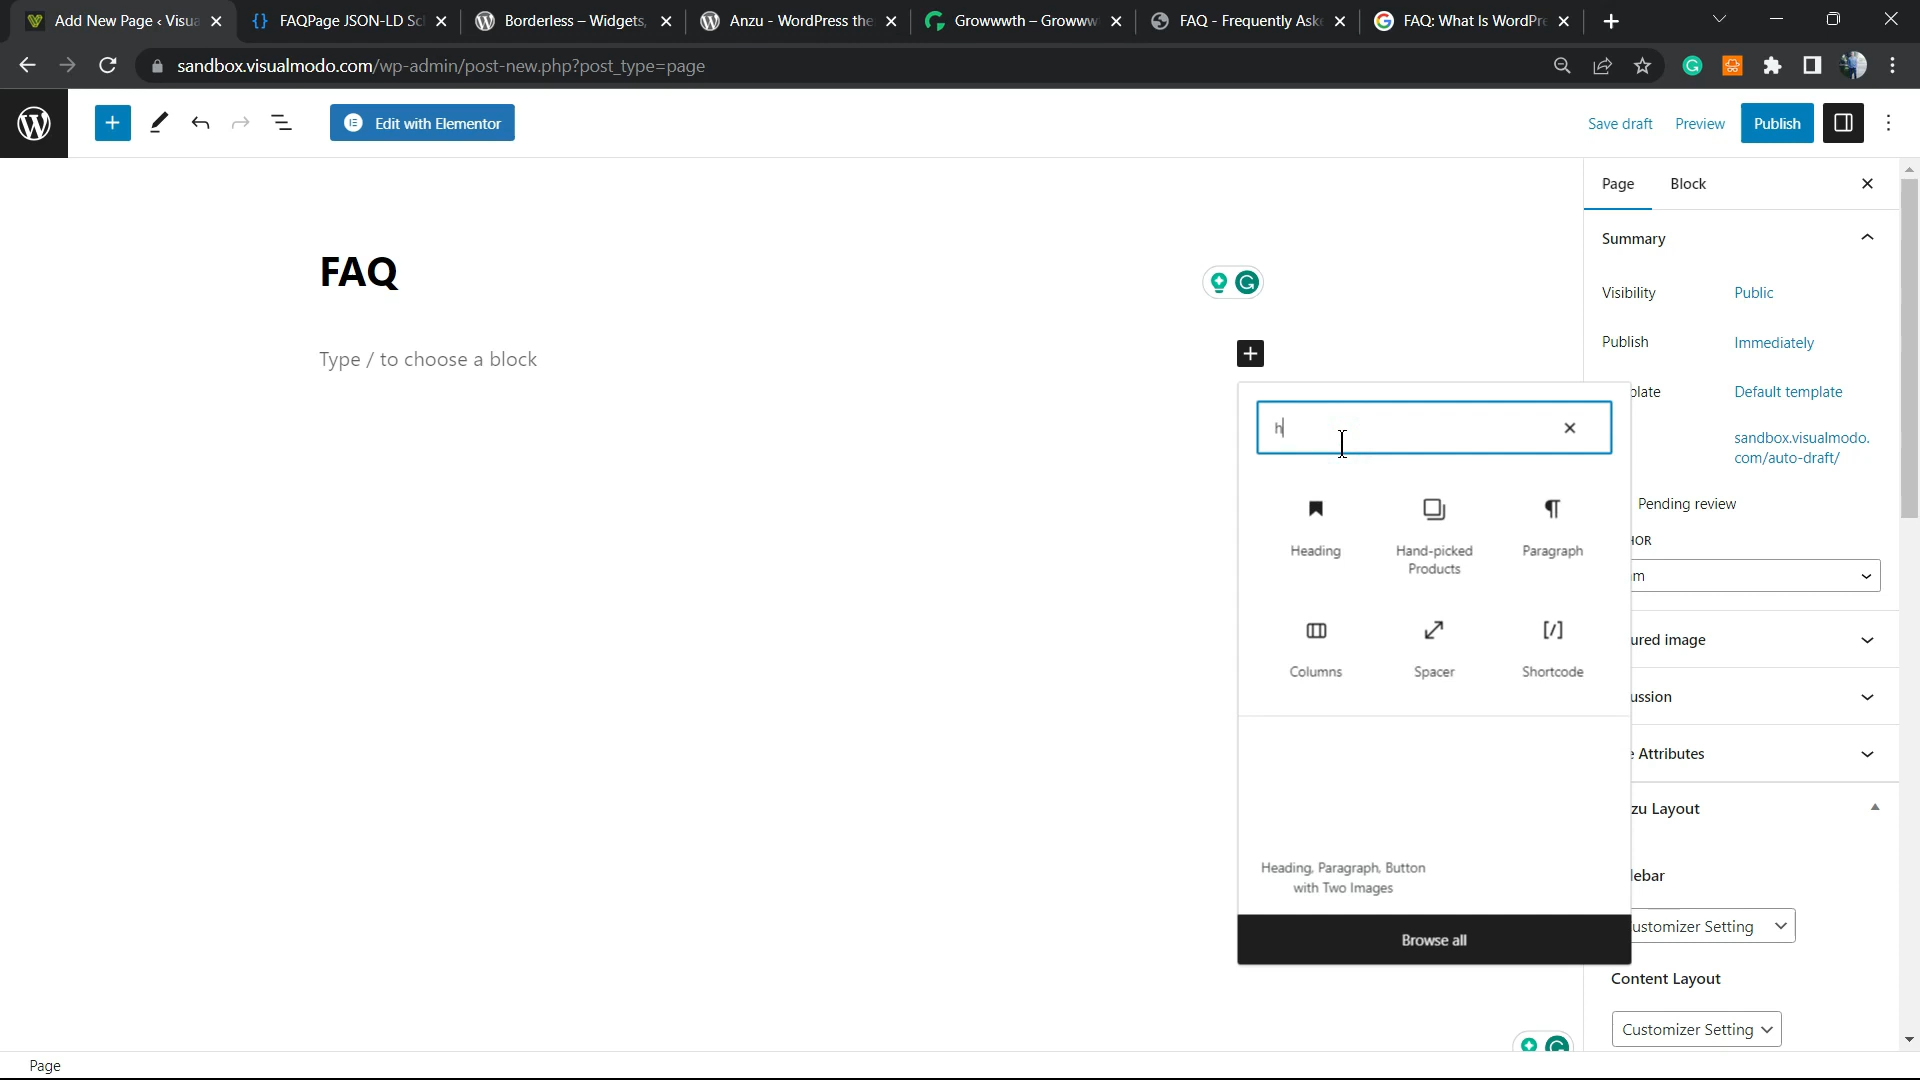 Add New Page ‹ Visua
FAQPage JSON-LD Sc
Borderless – Widgets,
Anzu - WordPress the
Growwwth – Growww
FAQ - Frequently Aske
FAQ: What Is WordPre
sandbox.visualmodo.com/wp-admin/post-new.php?post_type=page
Edit with Elementor
Save draft
Preview
Publish
Page
Block
Summary
FAQ
Visibility
Public
Publish
Immediately
Type / to choose a block
plate
Default template
h
sandbox.visualmodo.
com/auto-draft/
Pending review
Heading
Hand-picked
Products
Paragraph
HOR
m
Columns
Spacer
Shortcode
ured image
ussion
e Attributes
zu Layout
Heading, Paragraph, Button
with Two Images
lebar
ustomizer Setting
Browse all
Content Layout
Customizer Setting
Page